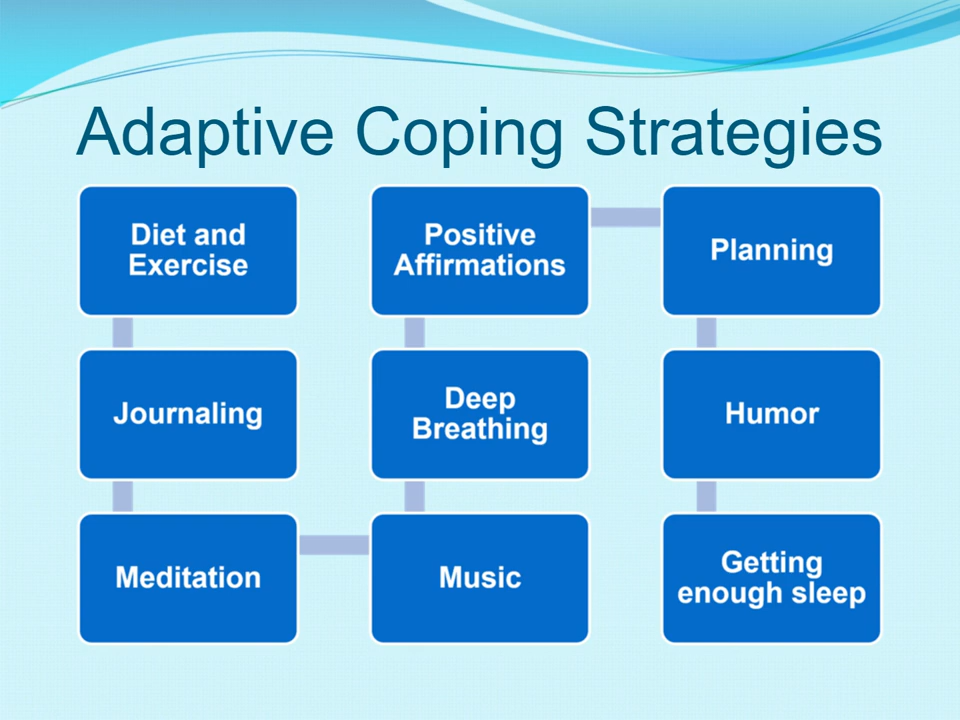 Adaptive Coping Strategies
Diet and
Exercise
Journaling
Meditation
Music
Deep
Breathing
Positive
Affirmations
Planning
Humor
Getting
enough sleep